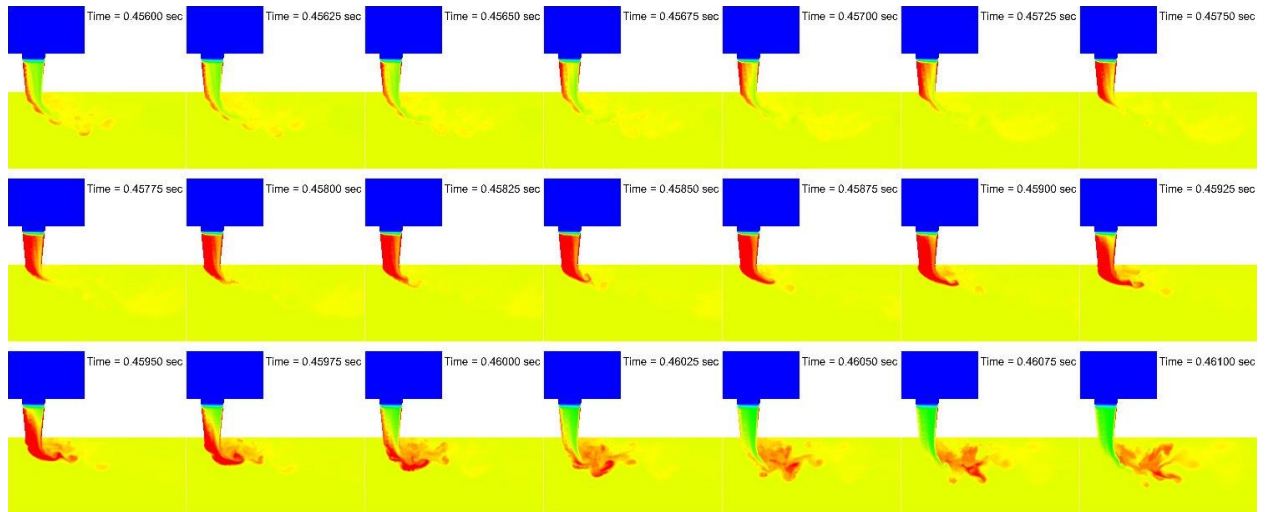 Time = 0.45600 sec
Time = 0.45625 sec
Time = 0.45650 sec
Time = 0.45675 sec
Time = 0.45700 sec
Time = 0.45725 sec
Time = 0.45750 sec
Time = 0.45775 sec
Time = 0.45800 sec
Time = 0.45825 sec
Time = 0.45850 sec
Time = 0.45875 sec
Time = 0.45900 sec
Time = 0.45925 sec
Time = 0.45950 sec
Time = 0.45975 sec
Time = 0.46000 sec
Time = 0.46025 sec
Time = 0.46050 sec
Time = 0.46075 sec
Time = 0.46100 sec